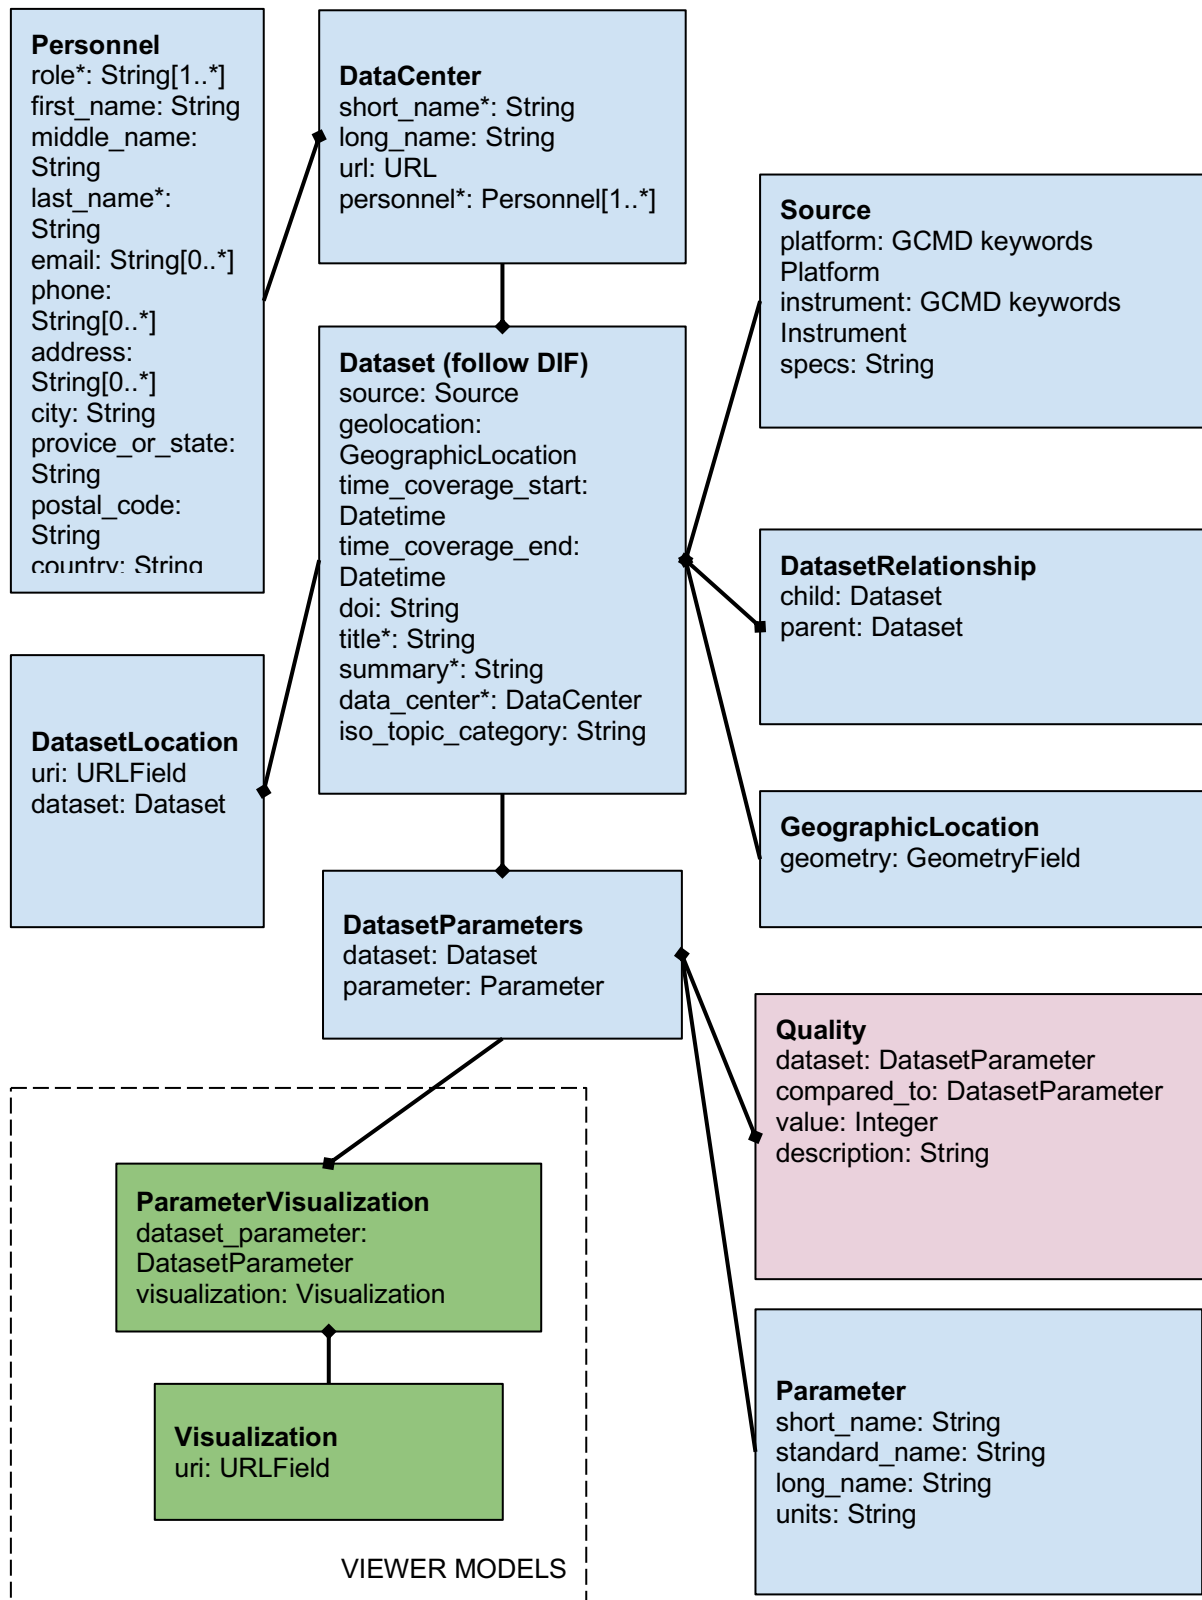 Personnel
role*: String[1..*]
first_name: String
middle_name:
String
last_name*:
String
email: String[0..*]
phone:
String[0..*]
address:
String[0..*]
city: String
provice_or_state:
String
postal_code:
String
country: String
DataCenter
short_name*: String
long_name: String
url: URL
personnel*: Personnel[1..*]
Source
platform: GCMD keywords
Platform
instrument: GCMD keywords
Instrument
specs: String
Dataset (follow DIF)
source: Source
geolocation:
GeographicLocation
time_coverage_start:
Datetime
time_coverage_end:
Datetime
doi: String
title*: String
summary*: String
data_center*: DataCenter
iso_topic_category: String
DatasetRelationship
child: Dataset
parent: Dataset
DatasetLocation
uri: URLField
dataset: Dataset
GeographicLocation
geometry: GeometryField
DatasetParameters
dataset: Dataset
parameter: Parameter
Quality
dataset: DatasetParameter
compared_to: DatasetParameter
value: Integer
description: String
ParameterVisualization
dataset_parameter:
DatasetParameter
visualization: Visualization
Visualization
uri: URLField
Parameter
short_name: String
standard_name: String
long_name: String
units: String
VIEWER MODELS